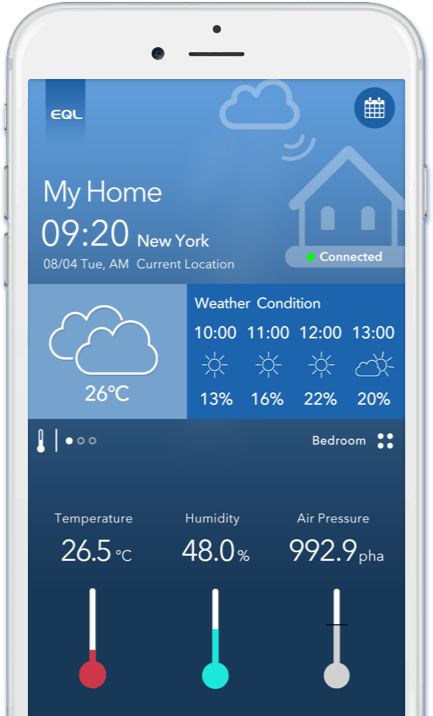 EQL
My Home
09:20 New York
08/04 Tue, AM Current Location
Connected
Weather Condition
10:00 11:00 12:00 13:00
13% 16% 22% 20%
26°C
Bedroom
Temperature Humidity Air Pressure
26.5 °C 48.0 % 992.9 pha